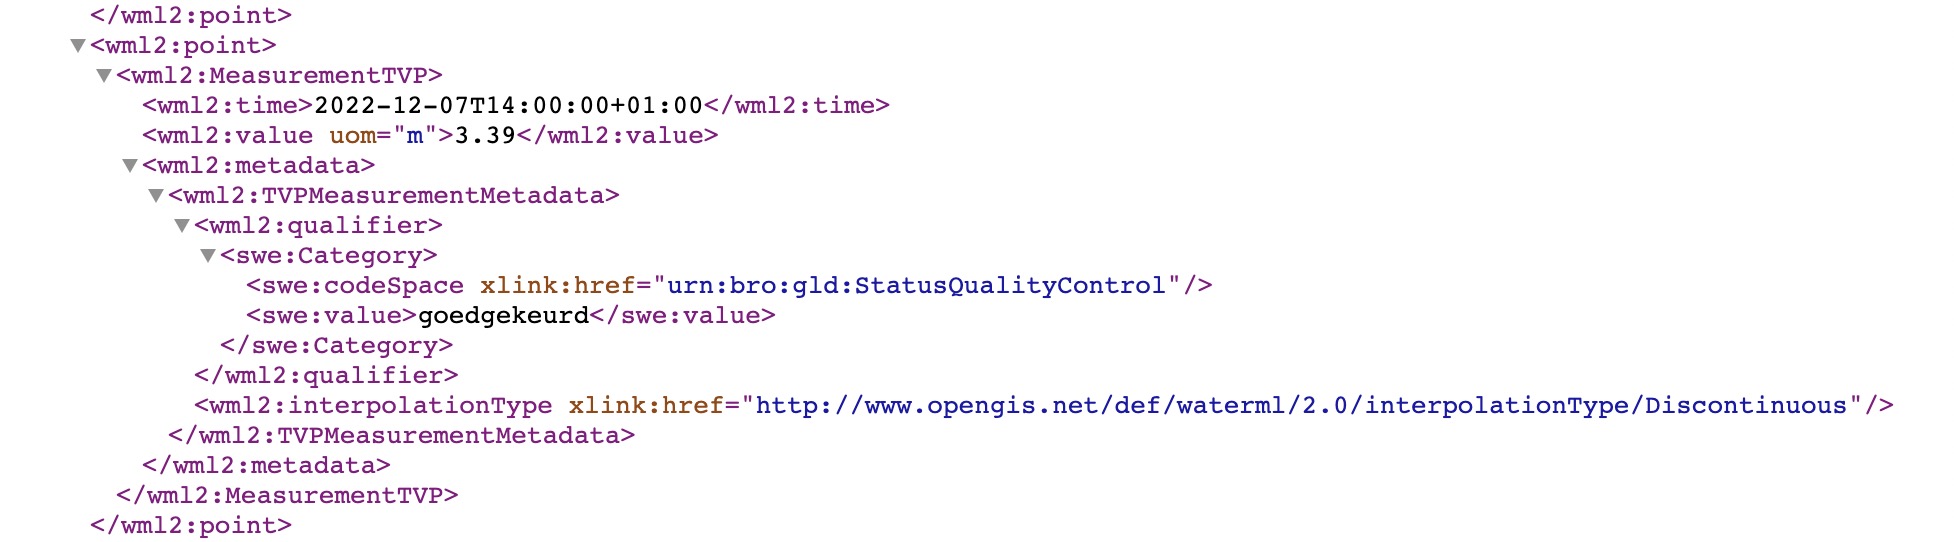 </wml2:point>
<wml2:point>
<wml2:MeasurementTVP>
<wml2:time>2022-12-07T14:00:00+01:00</wml2:time>
<wml2:value uom="m">3.39</wml2:value>
<wml2:metadata>
<wml2:TVPMeasurementMetadata>
<wml2:qualifier>
<swe:Category>
<swe:codeSpace xlink:href="urn:bro:gld:StatusQualityControl"/>
<swe:value>goedgekeurd</swe:value>
</swe:Category>
</wml2:qualifier>
<wml2:interpolationType xlink:href="http://www.opengis.net/def/waterml/2.0/interpolationType/Discontinuous"/>
</wml2:TVPMeasurementMetadata>
</wml2:metadata>
</wml2:MeasurementTVP>
</wml2:point>